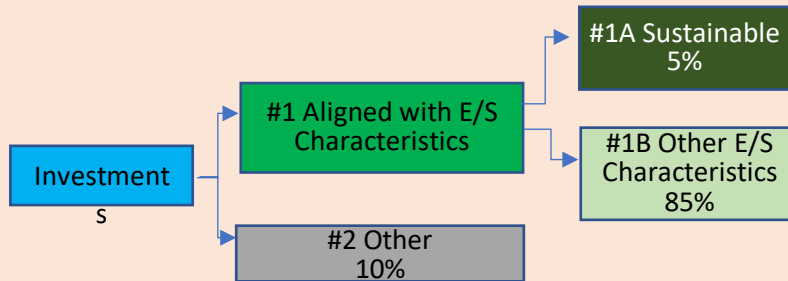 #1A Sustainable
5%
#1 Aligned with E/S
Characteristics
#1B Other E/S
Characteristics
85%
Investment
s
#2 Other
10%